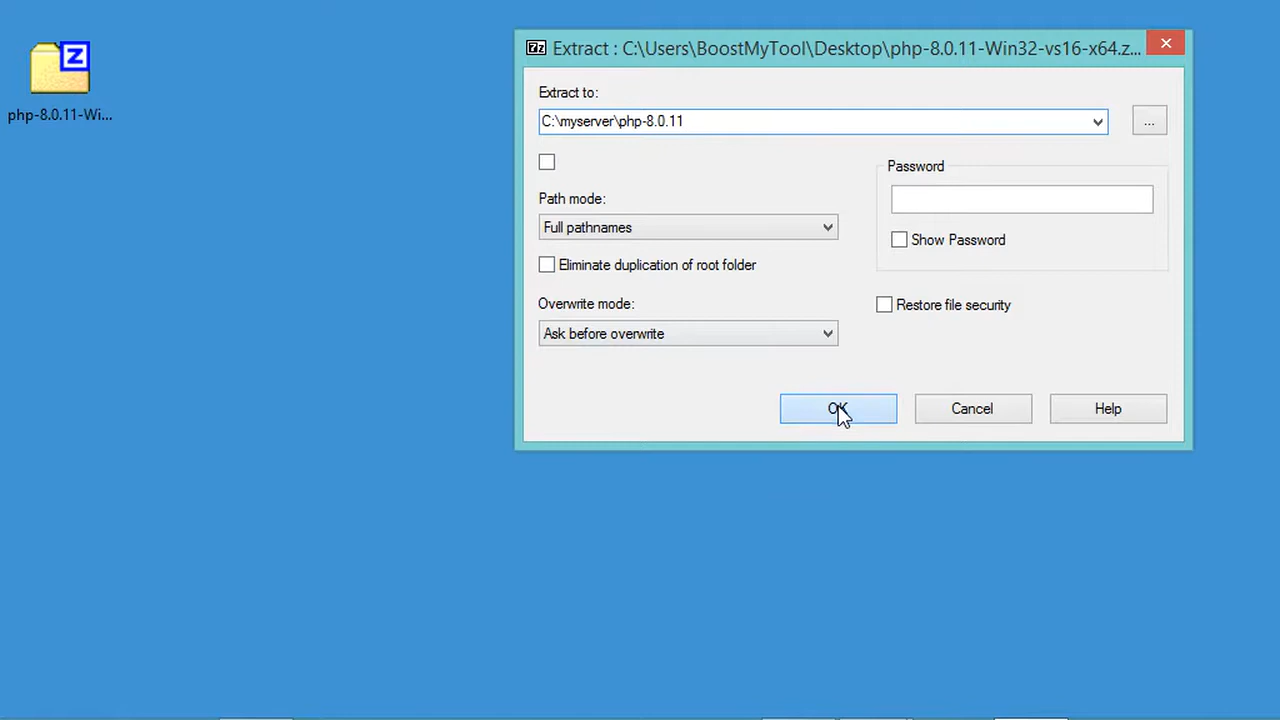 Extract : C:\Users\BoostMyTool\Desktop\php-8.0.11-Win32-vs16-x64.z...
php-8.0.11-Wi...
Extract to:
C:\myserver\php-8.0.11
...
Password
Path mode:
Full pathnames
Show Password
Eliminate duplication of root folder
Overwrite mode:
Restore file security
Ask before overwrite
OK
Cancel
Help